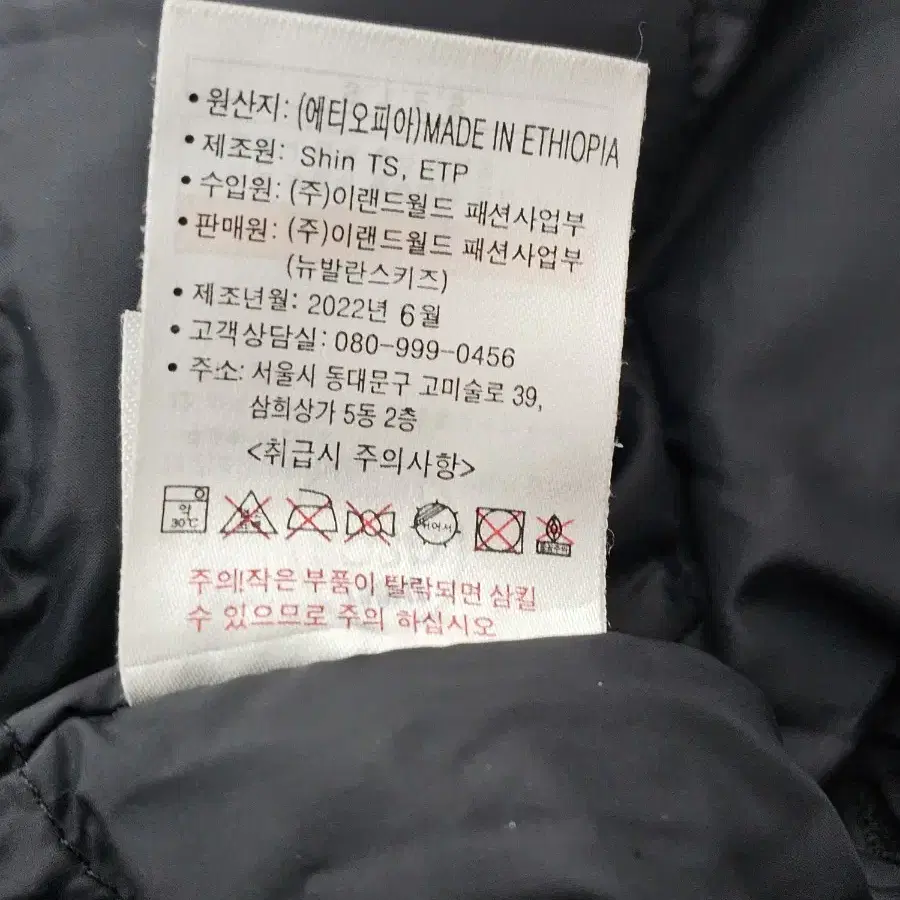 • 원산지: (에티오피아)MADE IN ETHIOPIA
• 제조원: Shin TS, ETP
• 수입원: (주)이랜드월드 패션사업부
• 판매원: (주)이랜드월드 패션사업부
(뉴발란스키즈)
• 제조년월: 2022년 6월
• 고객상담실: 080-999-0456
• 주소: 서울시 동대문구 고미술로 39,
삼희상가 5동 2층
<취급시 주의사항>
약 30℃ 뉘어서
주의!작은 부품이 탈락되면 삼킬
수 있으므로 주의 하십시오